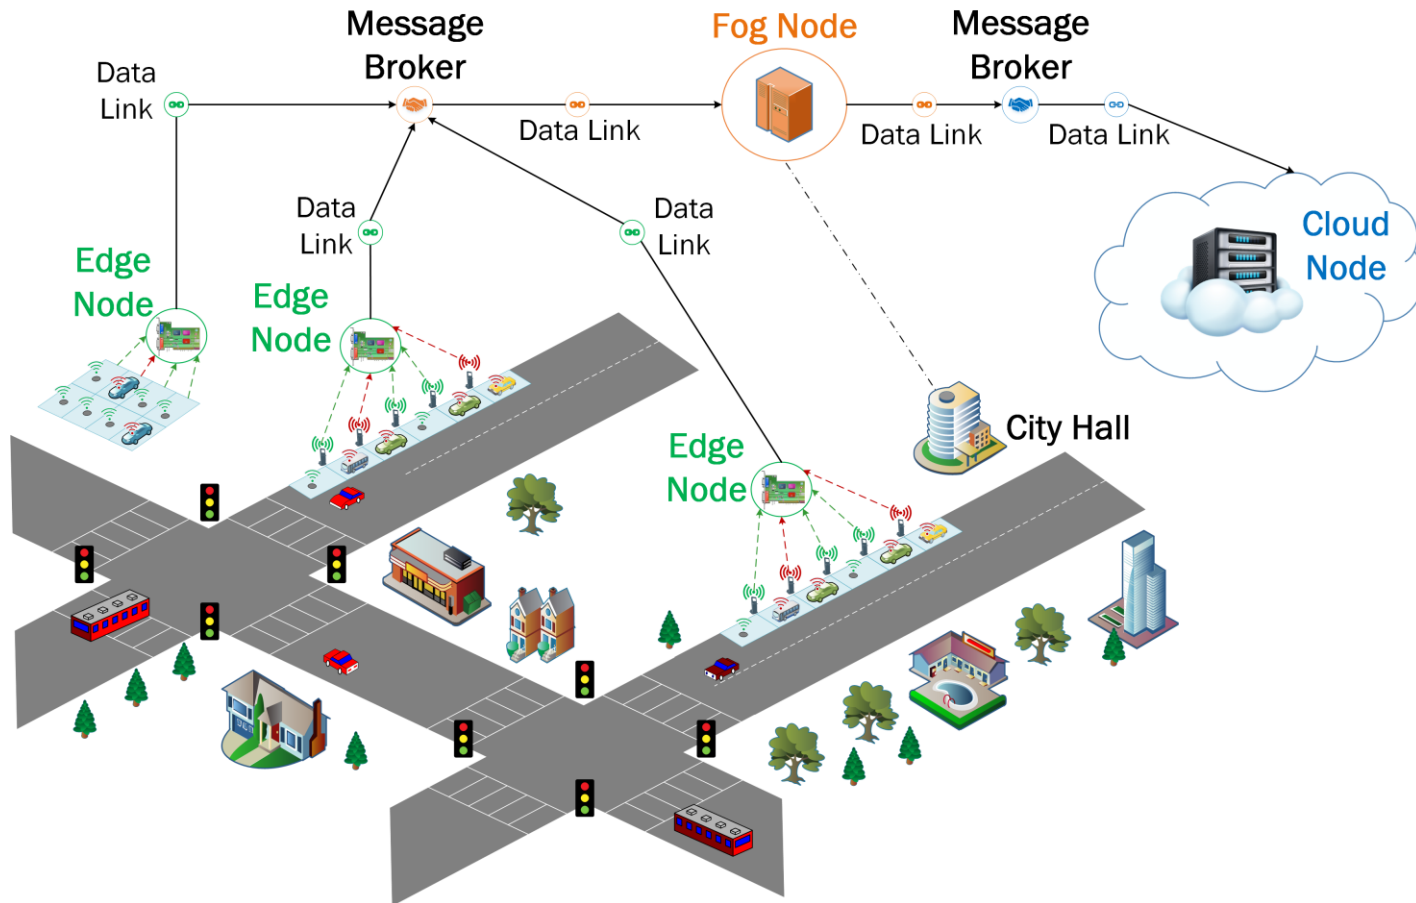 Message
Broker
Fog Node
Message
Broker
Data
Link
Data Link
Data Link
Data Link
Data
Link
Data
Link
Edge
Node
Edge
Node
Cloud
Node
City Hall
Edge
Node